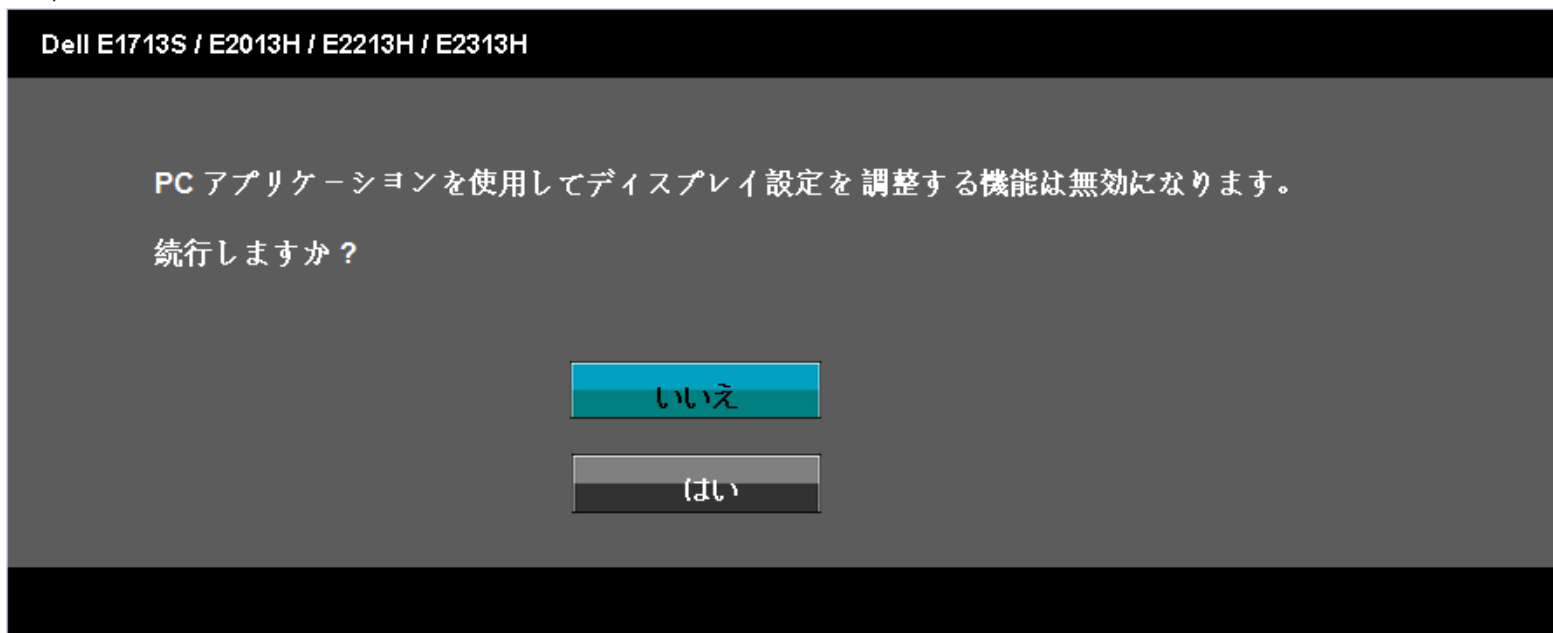 Dell E1713S / E2013H / E2213H / E2313H
PC アプリケーションを使用してディスプレイ設定を 調整する機能は無効になります。
続行しますか ?
いいえ
はい